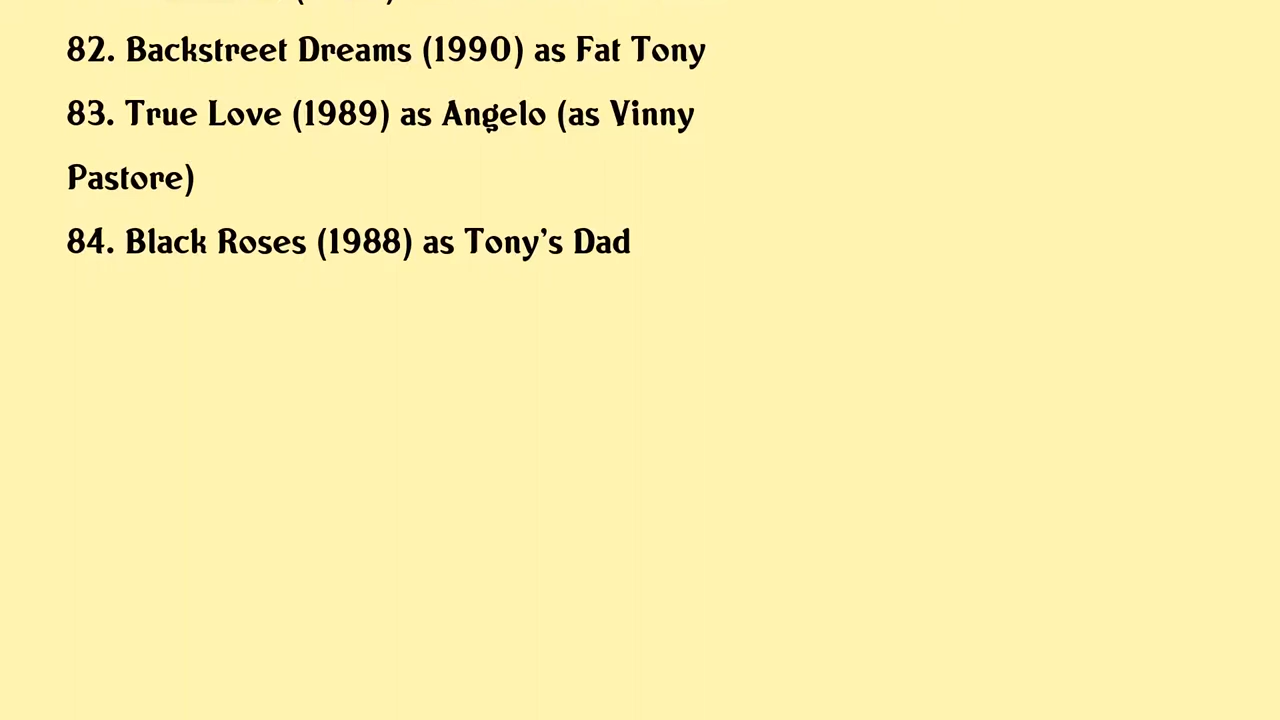 82. Backstreet Dreams (1990) as Fat Tony
83. True Love (1989) as Angelo (as Vinny
Pastore)
84. Black Roses (1988) as Tony's Dad